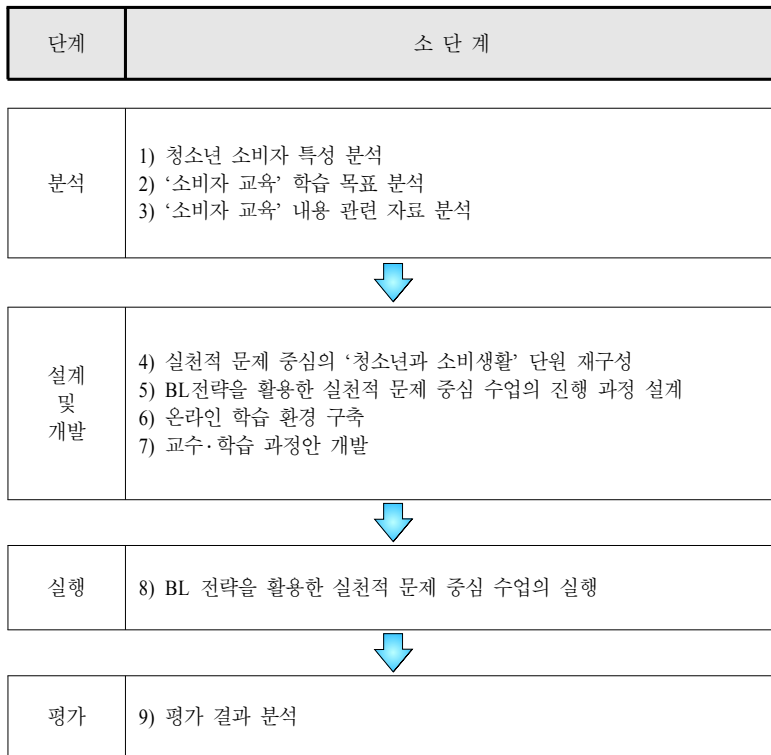 단계 소 단 계
분석
1) 청소년 소비자 특성 분석
2) ‘소비자 교육’ 학습 목표 분석
3) ‘소비자 교육’ 내용 관련 자료 분석
설계
및
개발
4) 실천적 문제 중심의 ‘청소년과 소비생활’ 단원 재구성
5) BL전략을 활용한 실천적 문제 중심 수업의 진행 과정 설계
6) 온라인 학습 환경 구축
7) 교수·학습 과정안 개발
실행
8) BL 전략을 활용한 실천적 문제 중심 수업의 실행
평가
9) 평가 결과 분석